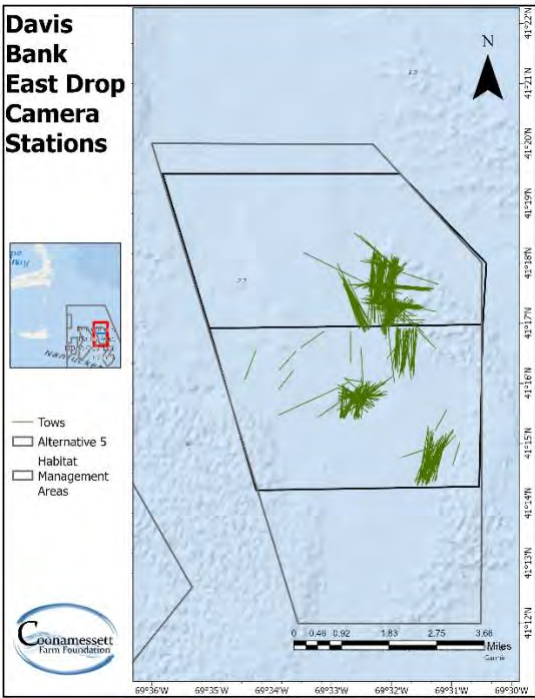 Davis
Bank
East Drop
Camera
Stations
N
Tows
Alternative 5
Habitat
Management
Areas
Coonamessett
Farm Foundation
0 0.46 0.92 1.83 2.75 3.66
Miles
Garmin
69°36'W 69°35'W 69°34'W 69°33'W 69°32'W 69°31'W 69°30'W
41°22'N
41°21'N
41°20'N
41°19'N
41°18'N
41°17'N
41°16'N
41°15'N
41°14'N
41°13'N
41°12'N